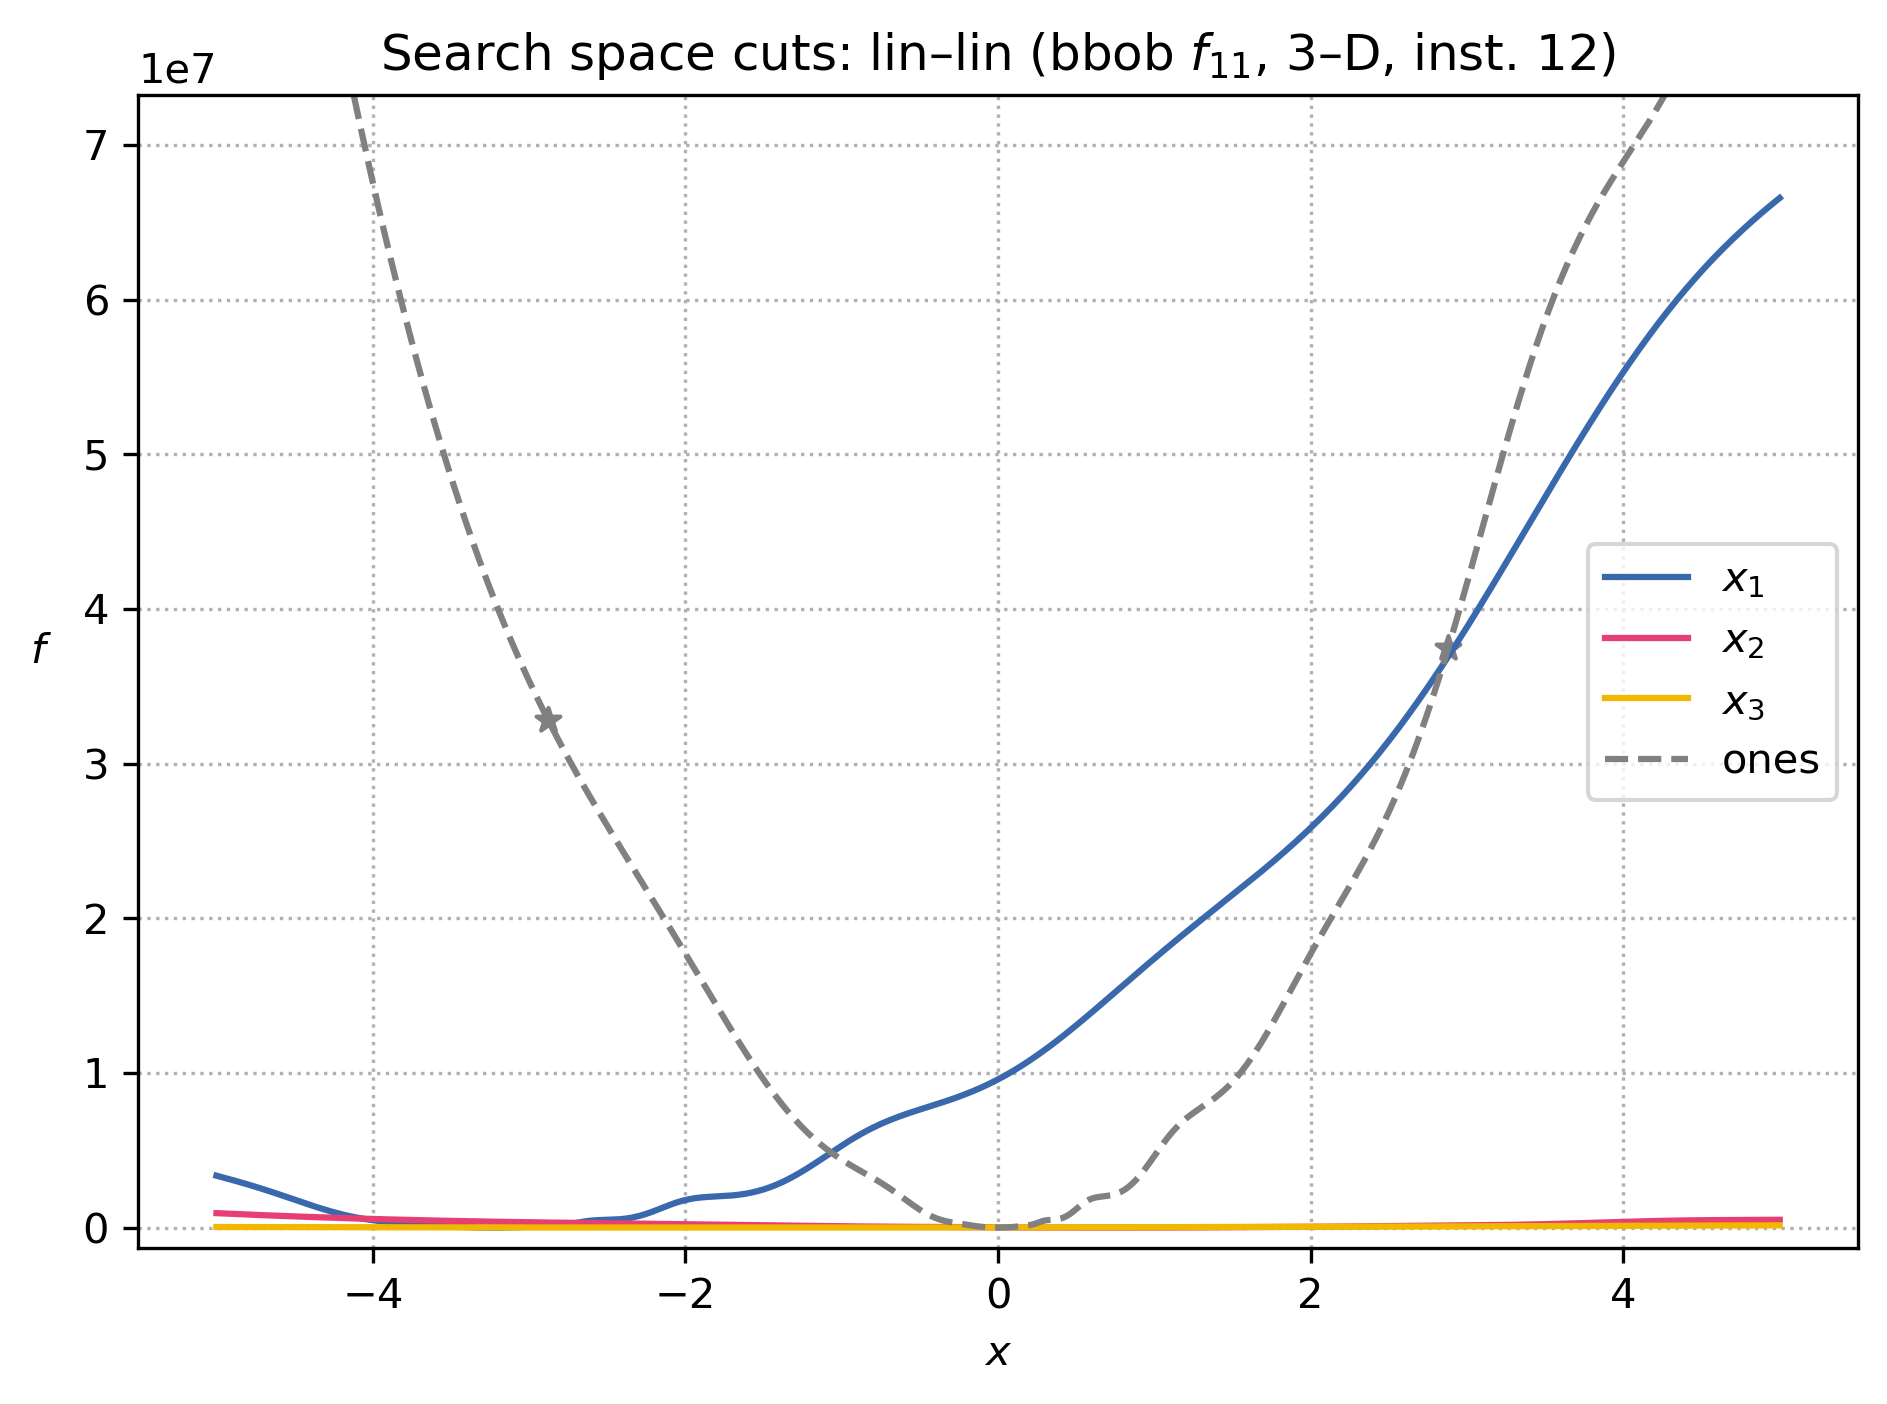 Search space cuts: lin–lin (bbob f₁₁, 3–D, inst. 12)
1e7
7
6
5
4
3
2
1
0
f
−4
−2
0
2
4
x
x₁
x₂
x₃
ones